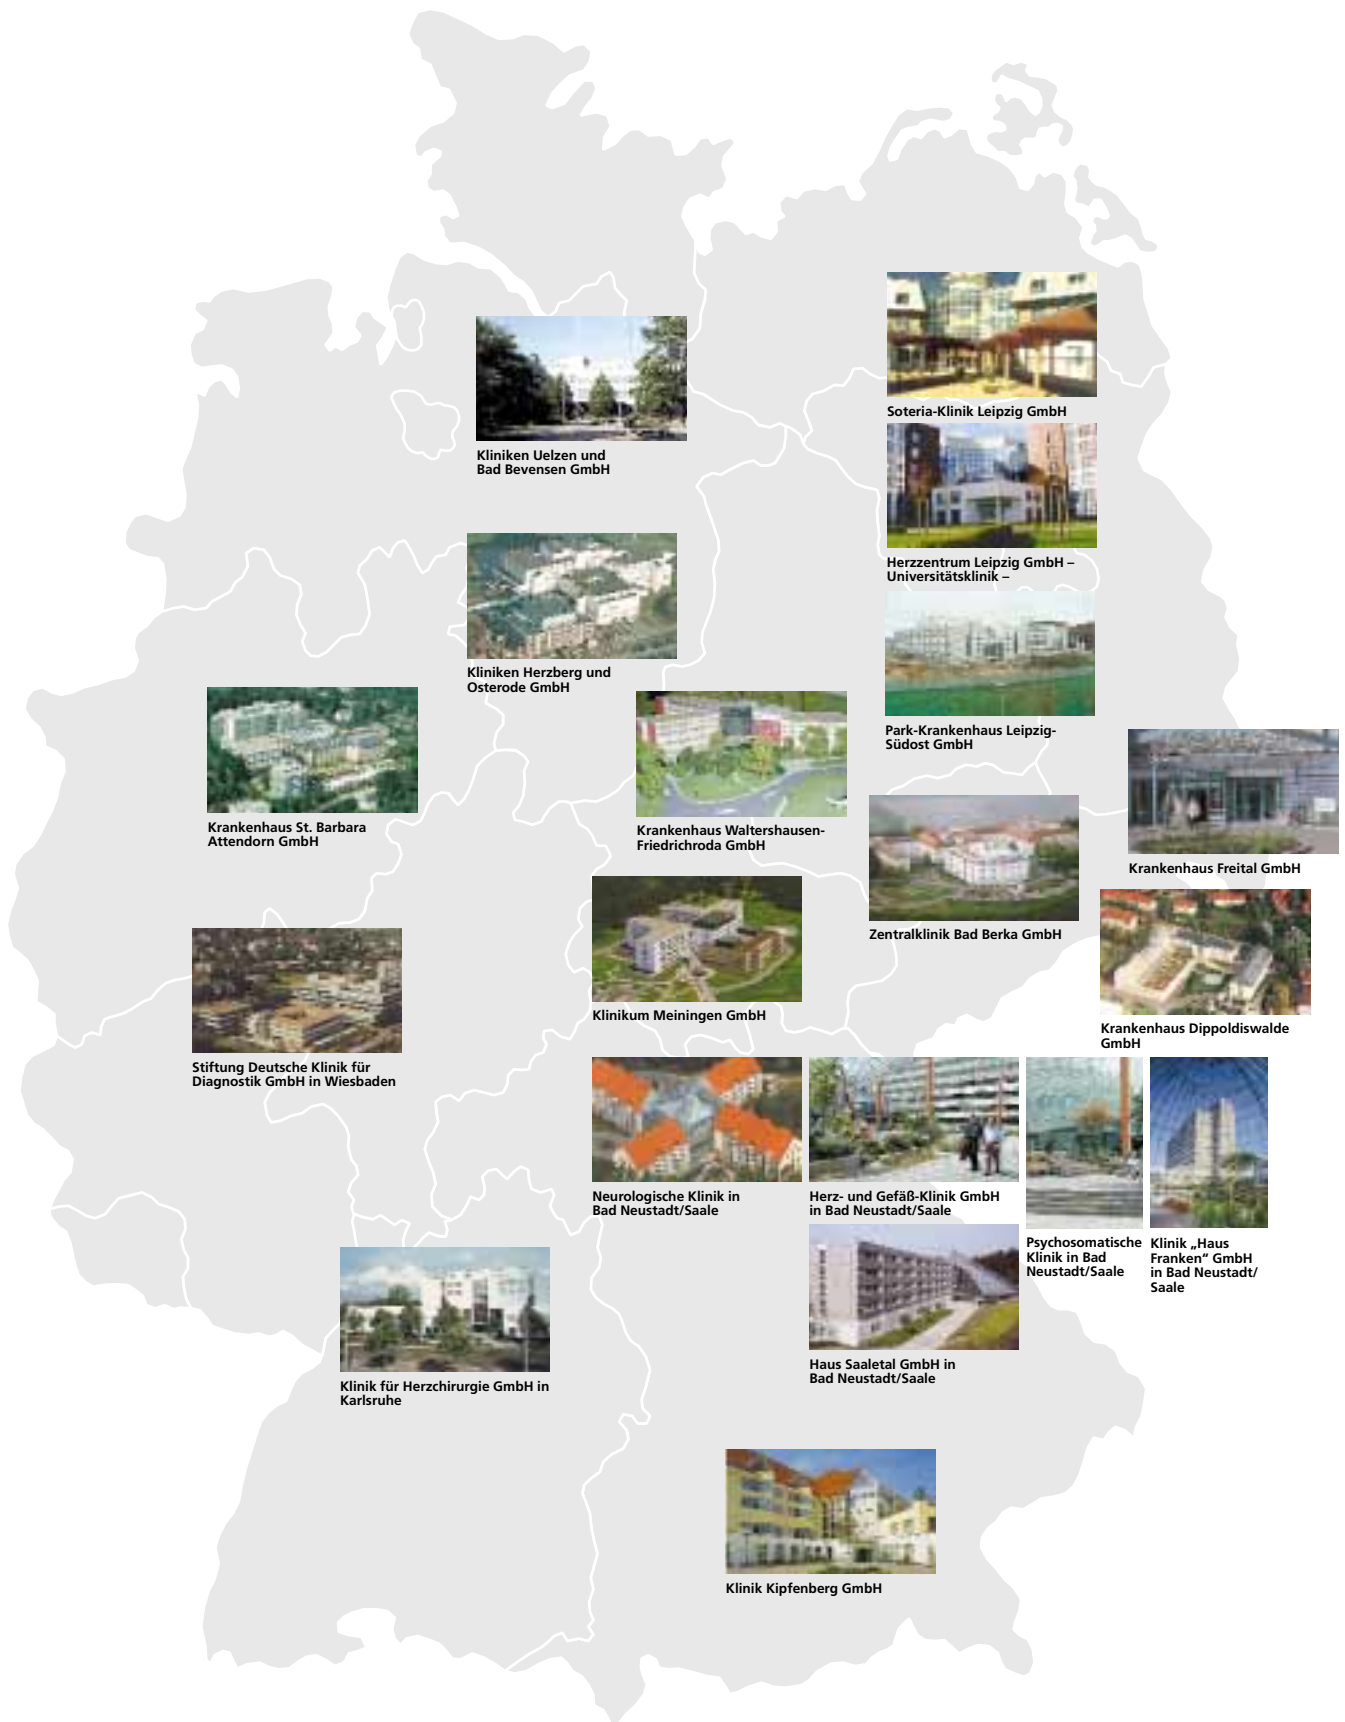 Soteria-Klinik Leipzig GmbH
Kliniken Uelzen und
Bad Bevensen GmbH
Herzzentrum Leipzig GmbH –
Universitätsklinik –
Kliniken Herzberg und
Osterode GmbH
Park-Krankenhaus Leipzig-
Südost GmbH
Krankenhaus St. Barbara
Attendorn GmbH
Krankenhaus Waltershausen-
Friedrichroda GmbH
Krankenhaus Freital GmbH
Zentralklinik Bad Berka GmbH
Klinikum Meiningen GmbH
Krankenhaus Dippoldiswalde
GmbH
Stiftung Deutsche Klinik für
Diagnostik GmbH in Wiesbaden
Neurologische Klinik in
Bad Neustadt/Saale
Herz- und Gefäß-Klinik GmbH
in Bad Neustadt/Saale
Psychosomatische
Klinik in Bad
Neustadt/Saale
Klinik „Haus
Franken“ GmbH
in Bad Neustadt/
Saale
Haus Saaletal GmbH in
Bad Neustadt/Saale
Klinik für Herzchirurgie GmbH in
Karlsruhe
Klinik Kipfenberg GmbH